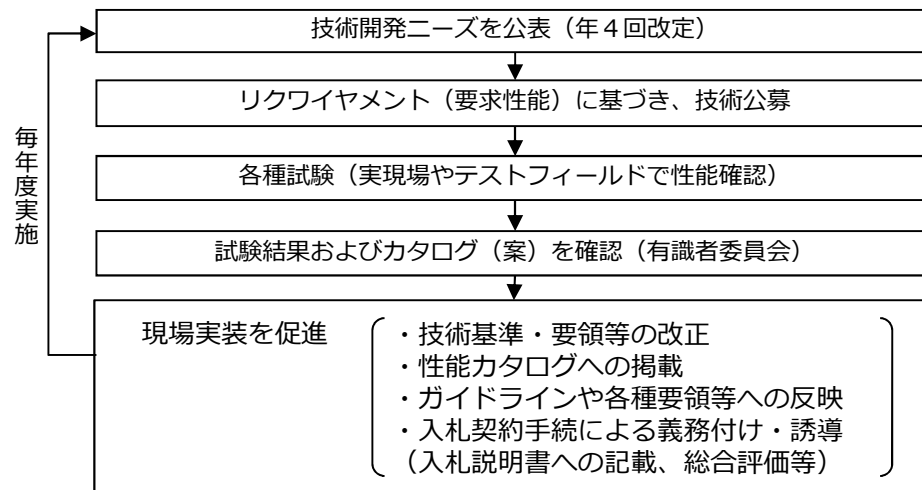 技術開発ニーズを公表（年４回改定）
リクワイヤメント（要求性能）に基づき、技術公募
各種試験（実現場やテストフィールドで性能確認）
試験結果およびカタログ（案）を確認（有識者委員会）
毎年度実施
現場実装を促進
・技術基準・要領等の改正
・性能カタログへの掲載
・ガイドラインや各種要領等への反映
・入札契約手続による義務付け・誘導
（入札説明書への記載、総合評価等）